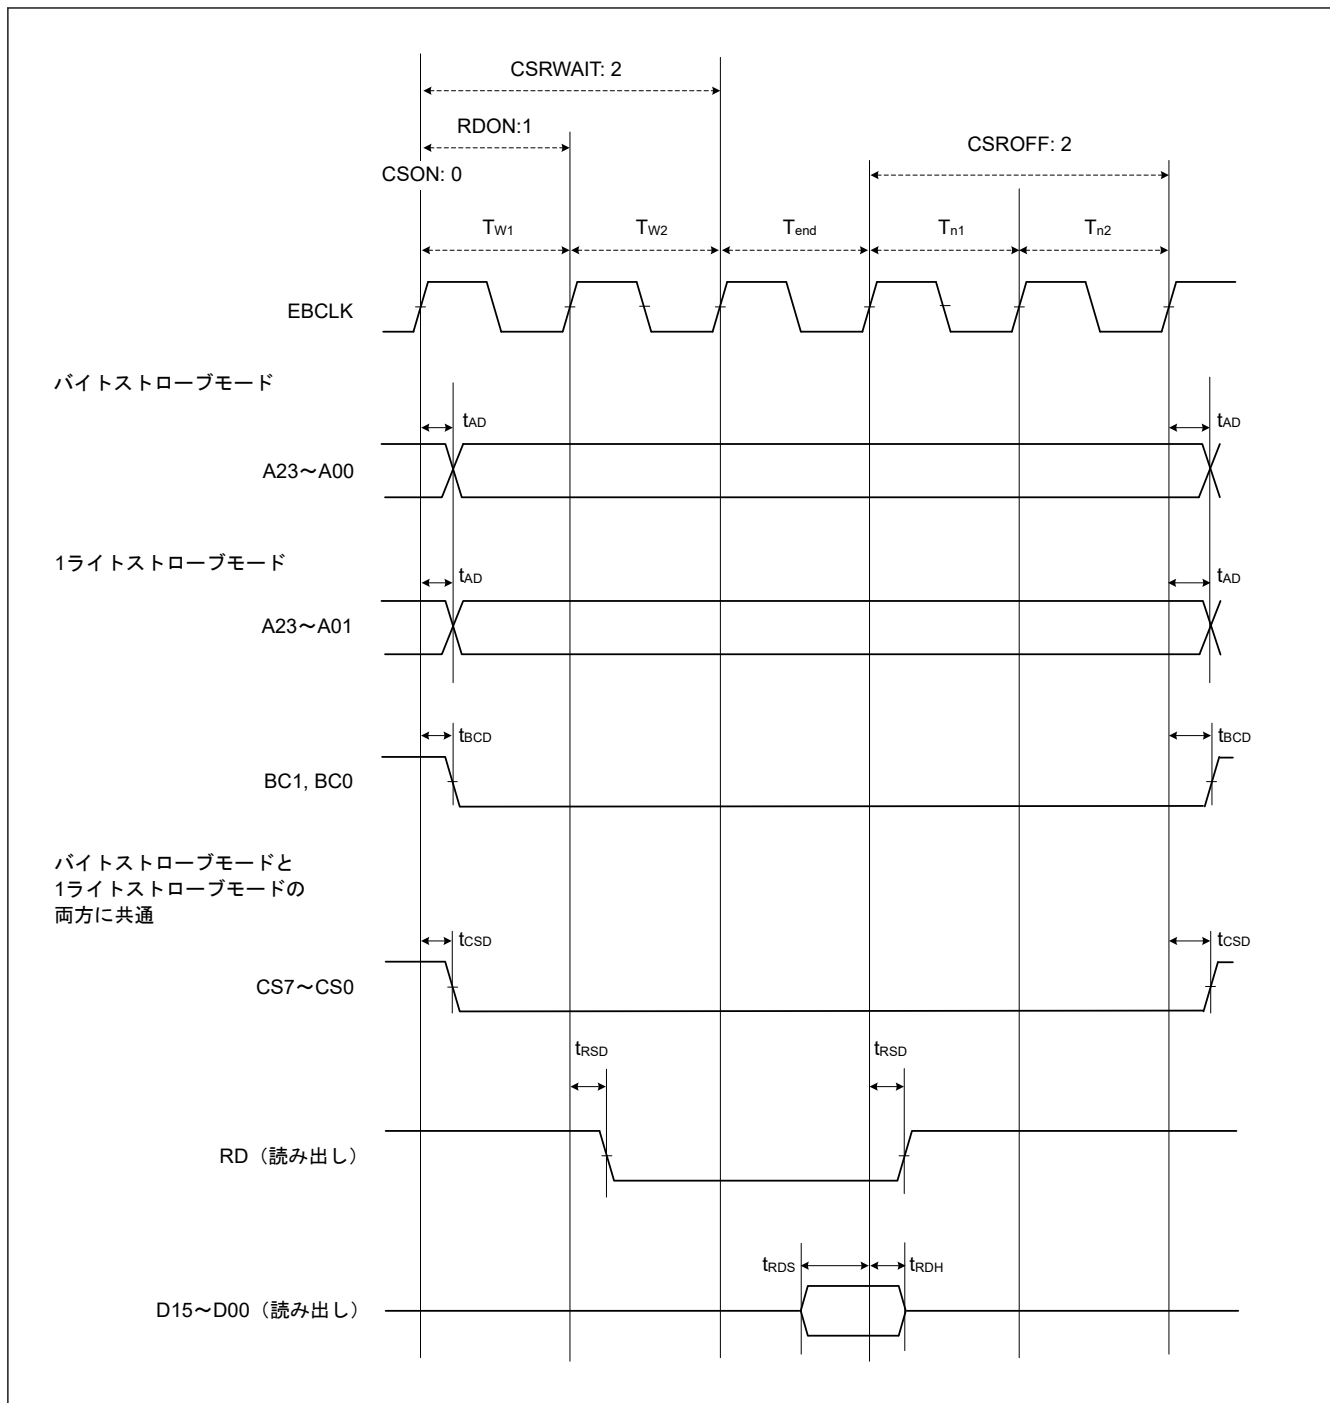 CSRWAIT: 2
RDON:1
CSROFF: 2
CSON: 0
TW1 TW2 Tend Tn1 Tn2
EBCLK
バイトストローブモード
tAD tAD
A23～A00
1ライトストローブモード
tAD tAD
A23～A01
tBCD tBCD
BC1, BC0
バイトストローブモードと
1ライトストローブモードの
両方に共通
tCSD tCSD
CS7～CS0
tRSD tRSD
RD（読み出し）
tRDS tRDH
D15～D00（読み出し）